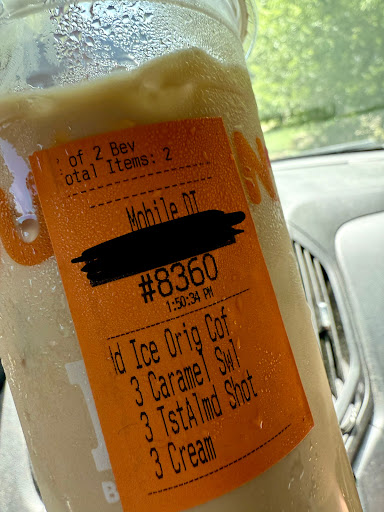 of 2 Bev
otal Items: 2
Mobile DT
#8360
1:50:34 PM
d Ice Orig Cof
3 Caramel Swl
3 TstAlmd Shot
3 Cream
N
B